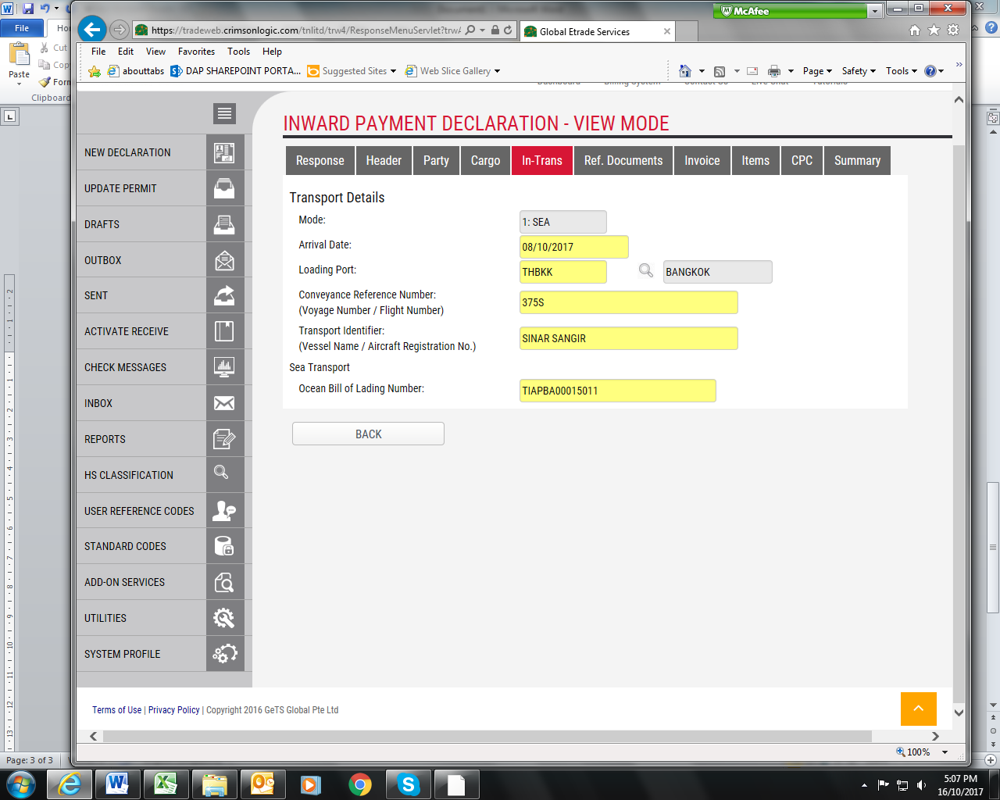 File
McAfee
https://tradeweb.crimsonlogic.com/tnlitd/trw4/ResponseMenuServlet?trwA
Global Etrade Services
File Edit View Favorites Tools Help
Paste
Cut
Clipboard
abouttabs DAP SHAREPOINT PORTA... Suggested Sites Web Slice Gallery Page Safety Tools
INWARD PAYMENT DECLARATION - VIEW MODE
Response Header Party Cargo In-Trans Ref. Documents Invoice Items CPC Summary
NEW DECLARATION
UPDATE PERMIT
DRAFTS
OUTBOX
SENT
ACTIVATE RECEIVE
CHECK MESSAGES
INBOX
REPORTS
HS CLASSIFICATION
USER REFERENCE CODES
STANDARD CODES
ADD-ON SERVICES
UTILITIES
SYSTEM PROFILE
Transport Details
Mode: 1: SEA
Arrival Date: 08/10/2017
Loading Port: THBKK BANGKOK
Conveyance Reference Number:
(Voyage Number / Flight Number) 375S
Transport Identifier:
(Vessel Name / Aircraft Registration No.) SINAR SANGIR
Sea Transport
Ocean Bill of Lading Number: TIAPBA00015011
BACK
Terms of Use | Privacy Policy | Copyright 2016 GeTS Global Pte Ltd
100%
Page: 3 of 3
5:07 PM
16/10/2017